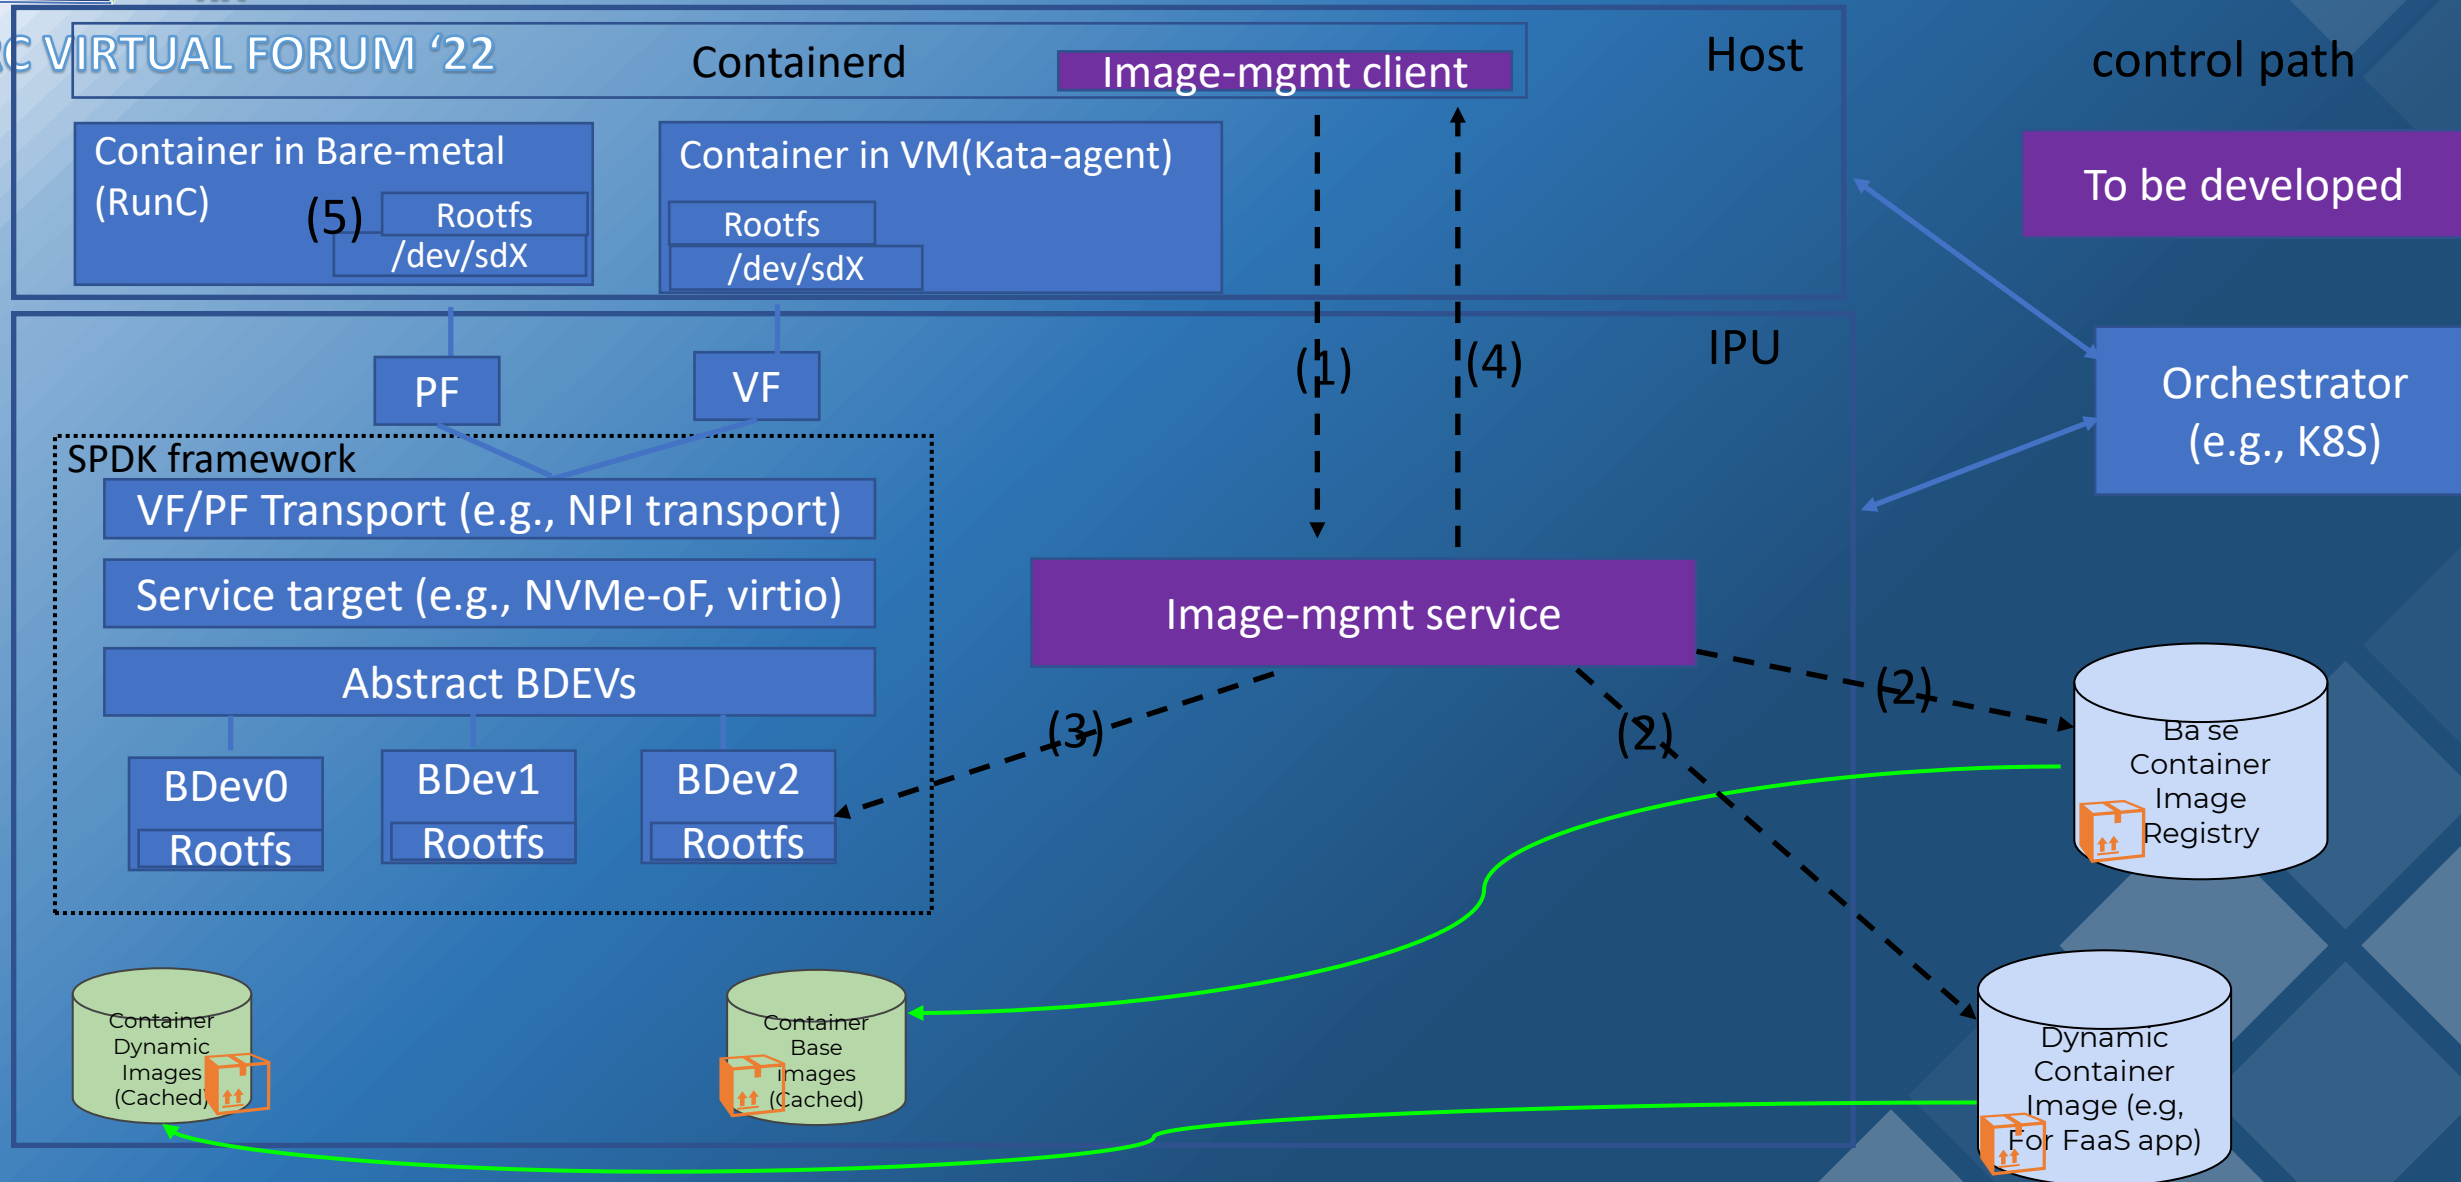 C VIRTUAL FORUM ‘22
Containerd
Image-mgmt client
Host
control path
Container in Bare-metal
(RunC)
(5)
Rootfs
/dev/sdX
Container in VM(Kata-agent)
Rootfs
/dev/sdX
To be developed
IPU
PF
VF
(1)
(4)
Orchestrator
(e.g., K8S)
SPDK framework
VF/PF Transport (e.g., NPI transport)
Service target (e.g., NVMe-oF, virtio)
Abstract BDEVs
Image-mgmt service
(3)
(2)
(2)
BDev0
Rootfs
BDev1
Rootfs
BDev2
Rootfs
Base
Container
Image
Registry
Container
Dynamic
Images
(Cached)
Container
Base
images
(Cached)
Dynamic
Container
Image (e.g,
For FaaS app)